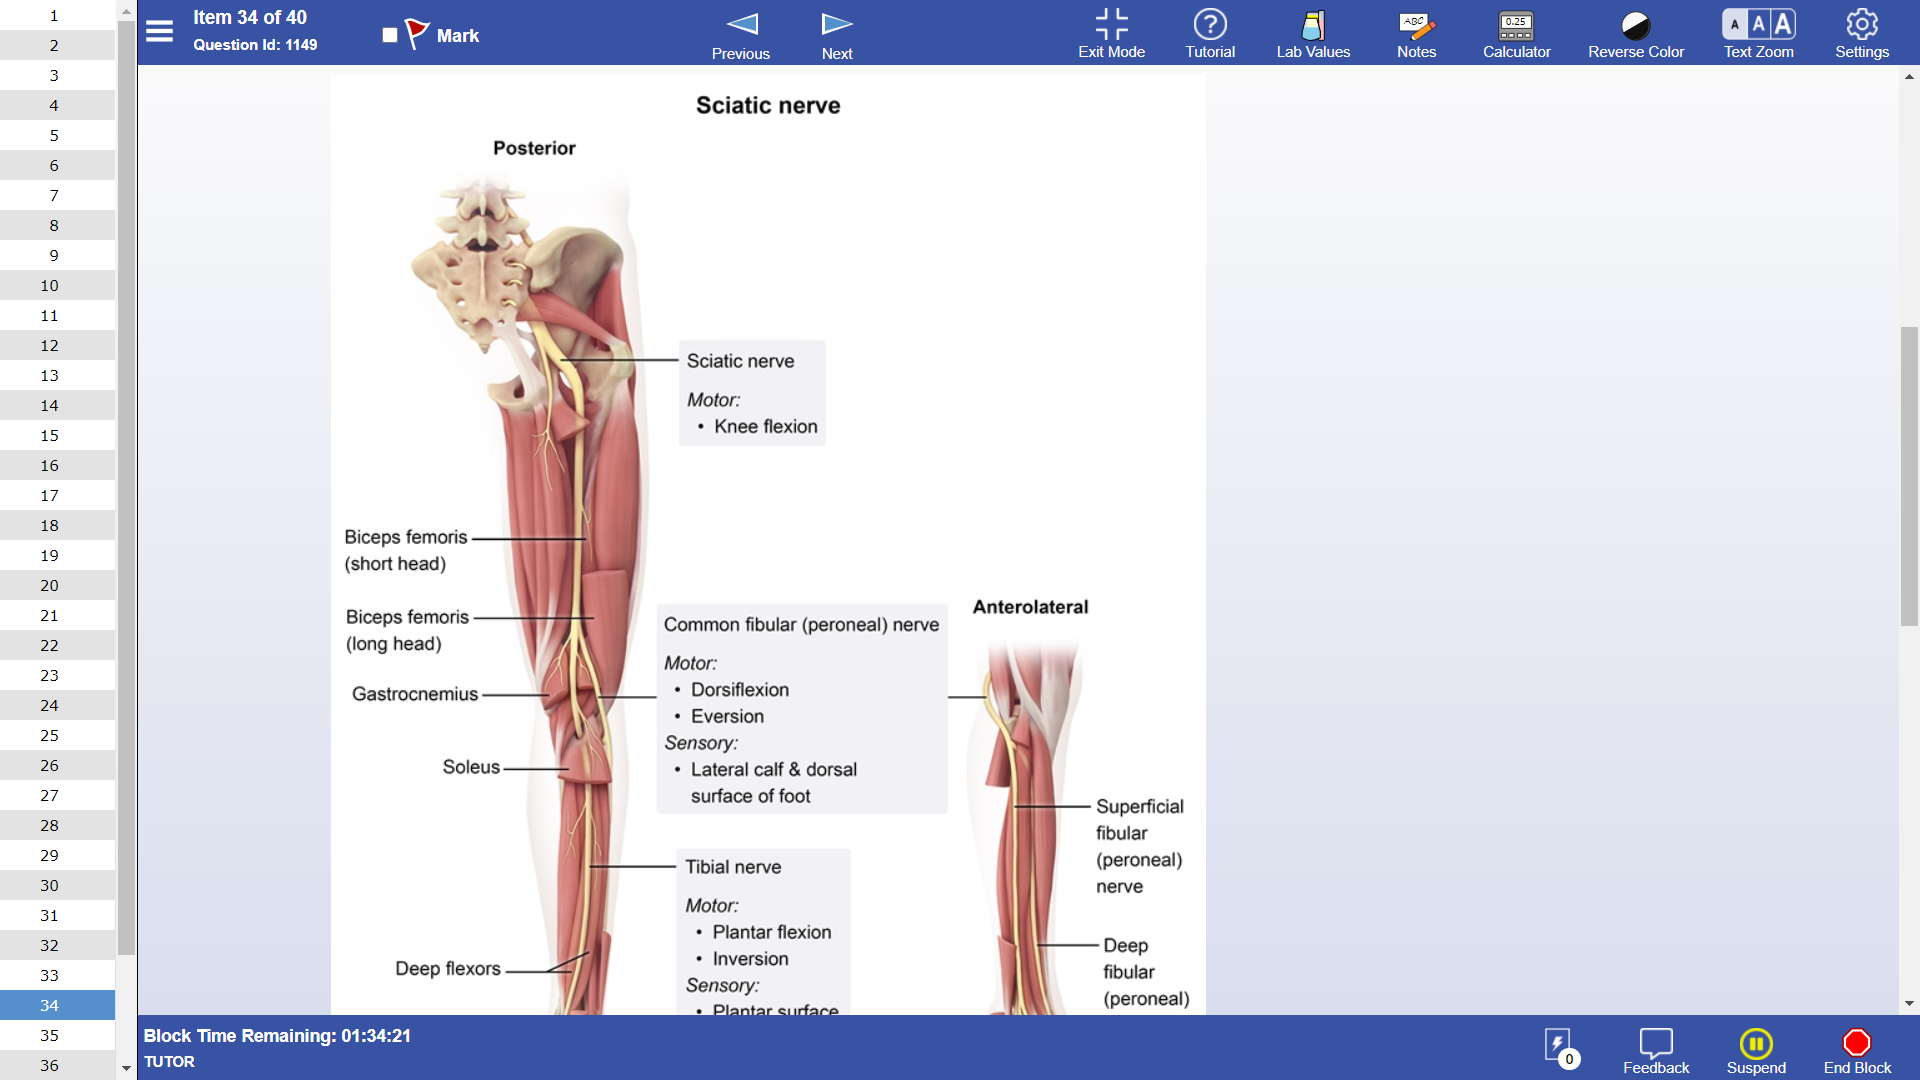 Item 34 of 40
Question Id: 1149
Mark
Previous
Next
Exit Mode
Tutorial
Lab Values
ABC
Notes
0.25
Calculator
Reverse Color
A A A
Text Zoom
Settings
1
2
3
4
5
6
7
8
9
10
11
12
13
14
15
16
17
18
19
20
21
22
23
24
25
26
27
28
29
30
31
32
33
34
35
36
Sciatic nerve
Posterior
Sciatic nerve
Motor:
• Knee flexion
Biceps femoris
(short head)
Biceps femoris
(long head)
Gastrocnemius
Soleus
Deep flexors
Common fibular (peroneal) nerve
Motor:
• Dorsiflexion
• Eversion
Sensory:
• Lateral calf & dorsal
surface of foot
Tibial nerve
Motor:
• Plantar flexion
• Inversion
Sensory:
• Plantar surface
Anterolateral
Superficial
fibular
(peroneal)
nerve
Deep
fibular
(peroneal)
Block Time Remaining: 01:34:21
TUTOR
0
Feedback
Suspend
End Block